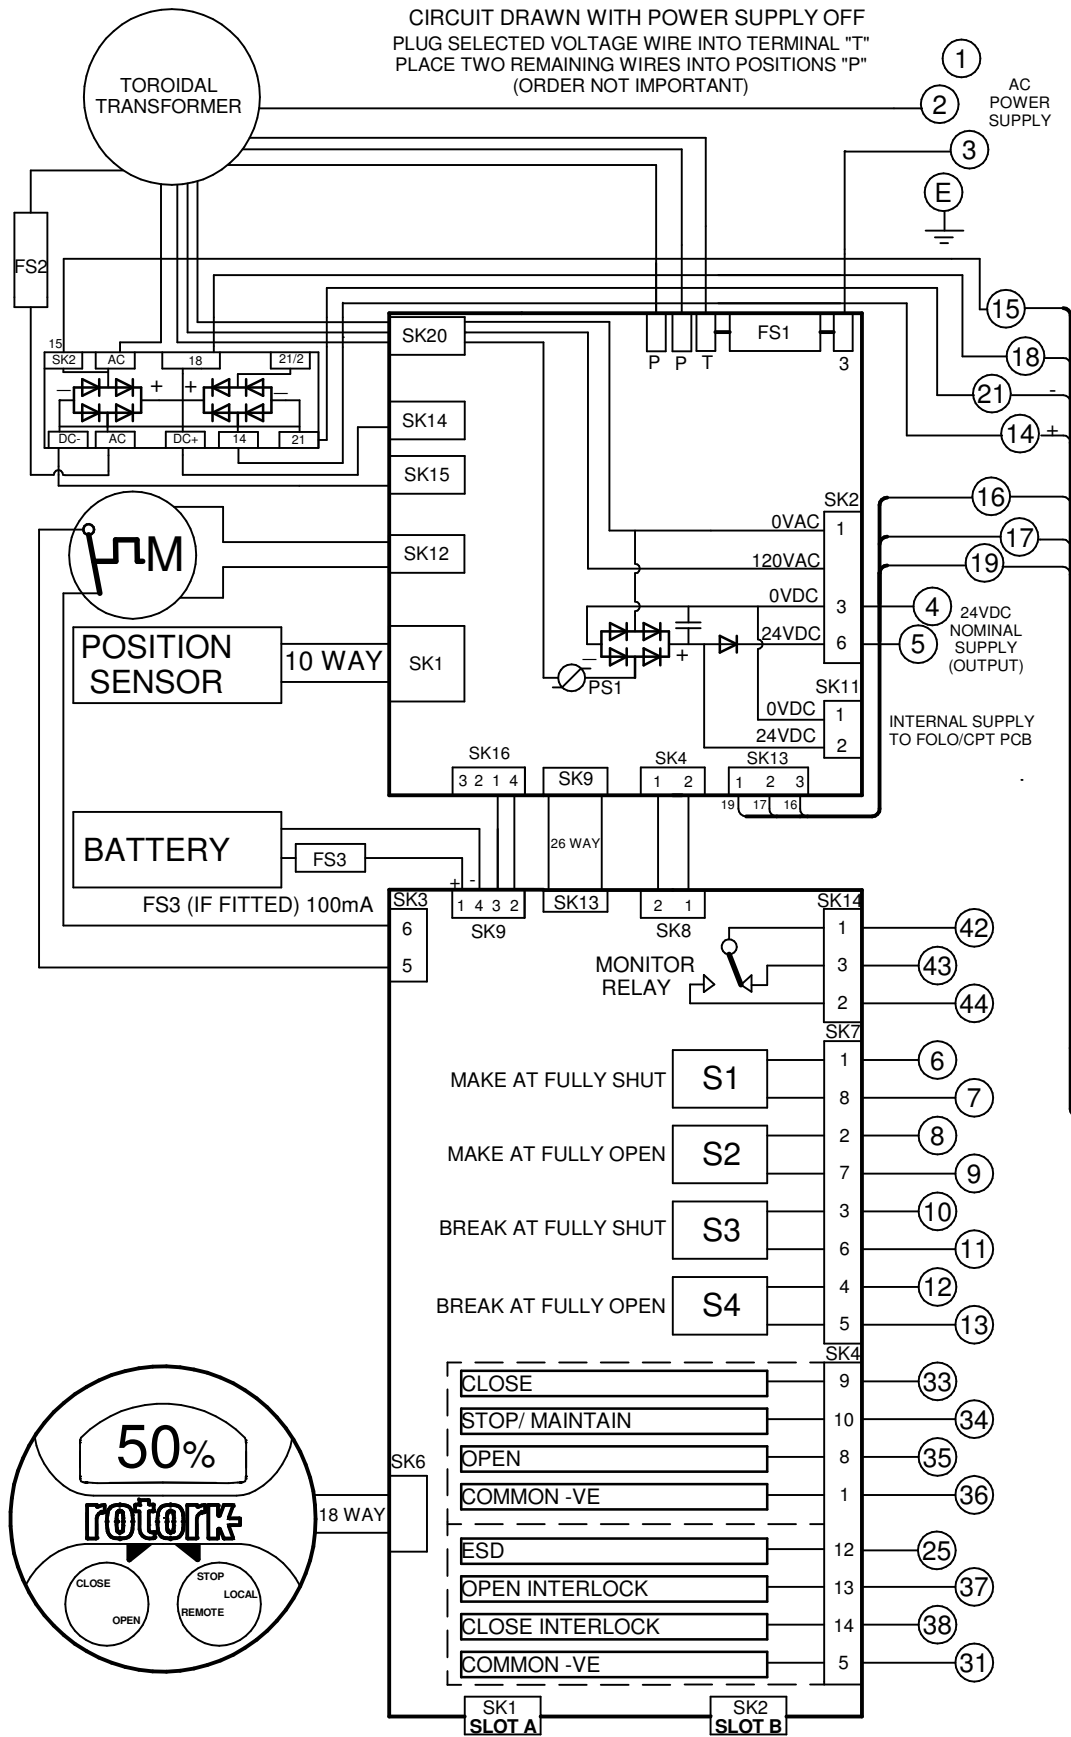 CIRCUIT DRAWN WITH POWER SUPPLY OFF
PLUG SELECTED VOLTAGE WIRE INTO TERMINAL "T"
PLACE TWO REMAINING WIRES INTO POSITIONS "P"
(ORDER NOT IMPORTANT)
TOROIDAL
TRANSFORMER
1
2
AC
POWER
SUPPLY
3
E
FS2
15
SK2
AC
18
21/2
− + + −
DC-
AC
DC+
14
21
SK20
P
P
T
FS1
3
SK14
SK15
15
18
21
-
14
+
M
SK12
SK2
0VAC
1
120VAC
0VDC
3
24VDC
6
16
17
19
4
5
24VDC
NOMINAL
SUPPLY
(OUTPUT)
− +
PS1
POSITION
SENSOR
10 WAY
SK1
SK11
0VDC
1
24VDC
2
INTERNAL SUPPLY
TO FOLO/CPT PCB
SK16
3 2 1 4
SK9
SK4
1 2
SK13
1 2 3
19 17 16
BATTERY
FS3
26 WAY
FS3 (IF FITTED) 100mA
+ -
SK3
6
5
1 4 3 2
SK9
SK13
2 1
SK8
SK14
1
3
2
MONITOR
RELAY
42
43
44
SK7
MAKE AT FULLY SHUT
S1
1
6
8
7
MAKE AT FULLY OPEN
S2
2
8
7
9
BREAK AT FULLY SHUT
S3
3
10
6
11
BREAK AT FULLY OPEN
S4
4
12
5
13
SK4
CLOSE
9
33
STOP/ MAINTAIN
10
34
OPEN
8
35
COMMON -VE
1
36
ESD
12
25
OPEN INTERLOCK
13
37
CLOSE INTERLOCK
14
38
COMMON -VE
5
31
50%
rotork
CLOSE
OPEN
STOP
LOCAL
REMOTE
18 WAY
SK6
SK1
SLOT A
SK2
SLOT B